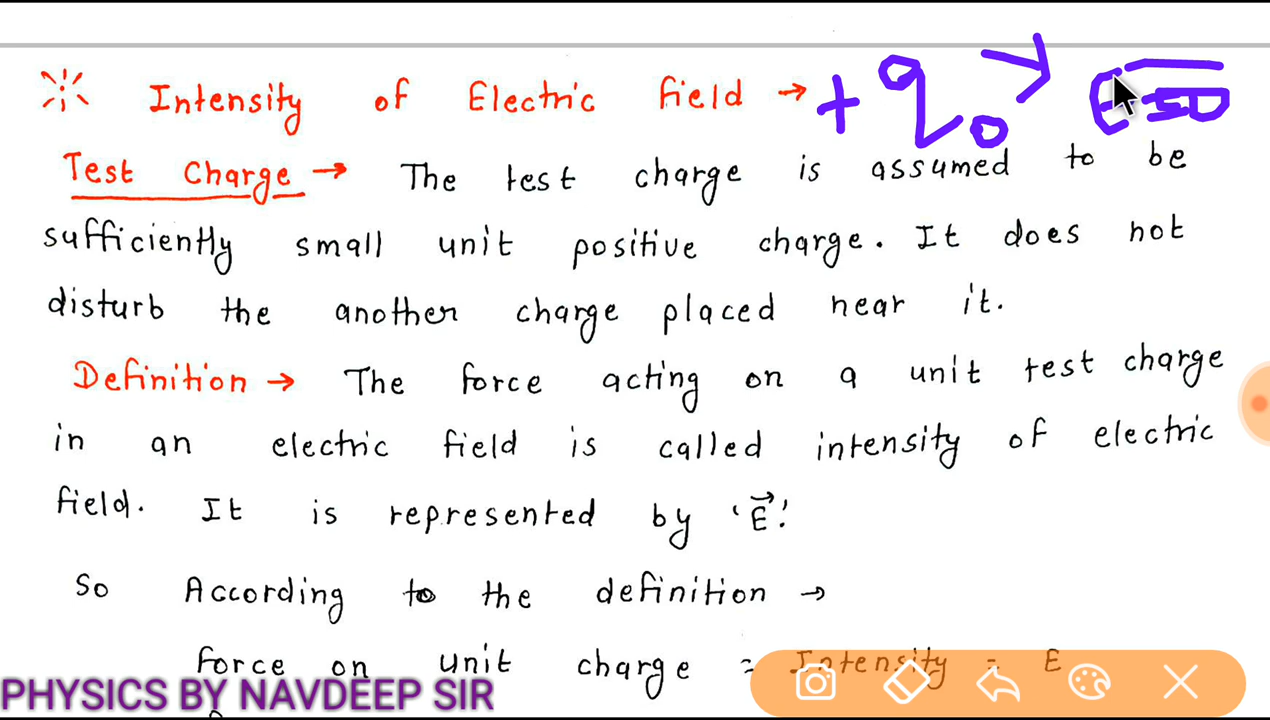 Intensity of Electric field → + q₀ →
Test Charge → The test charge is assumed to be
sufficiently small unit positive charge. It does not
disturb the another charge placed near it.
Definition → The force acting on a unit test charge
in an electric field is called intensity of electric
field. It is represented by 'E⃗'.
So According to the definition →
force on unit charge = Intensity = E
PHYSICS BY NAVDEEP SIR